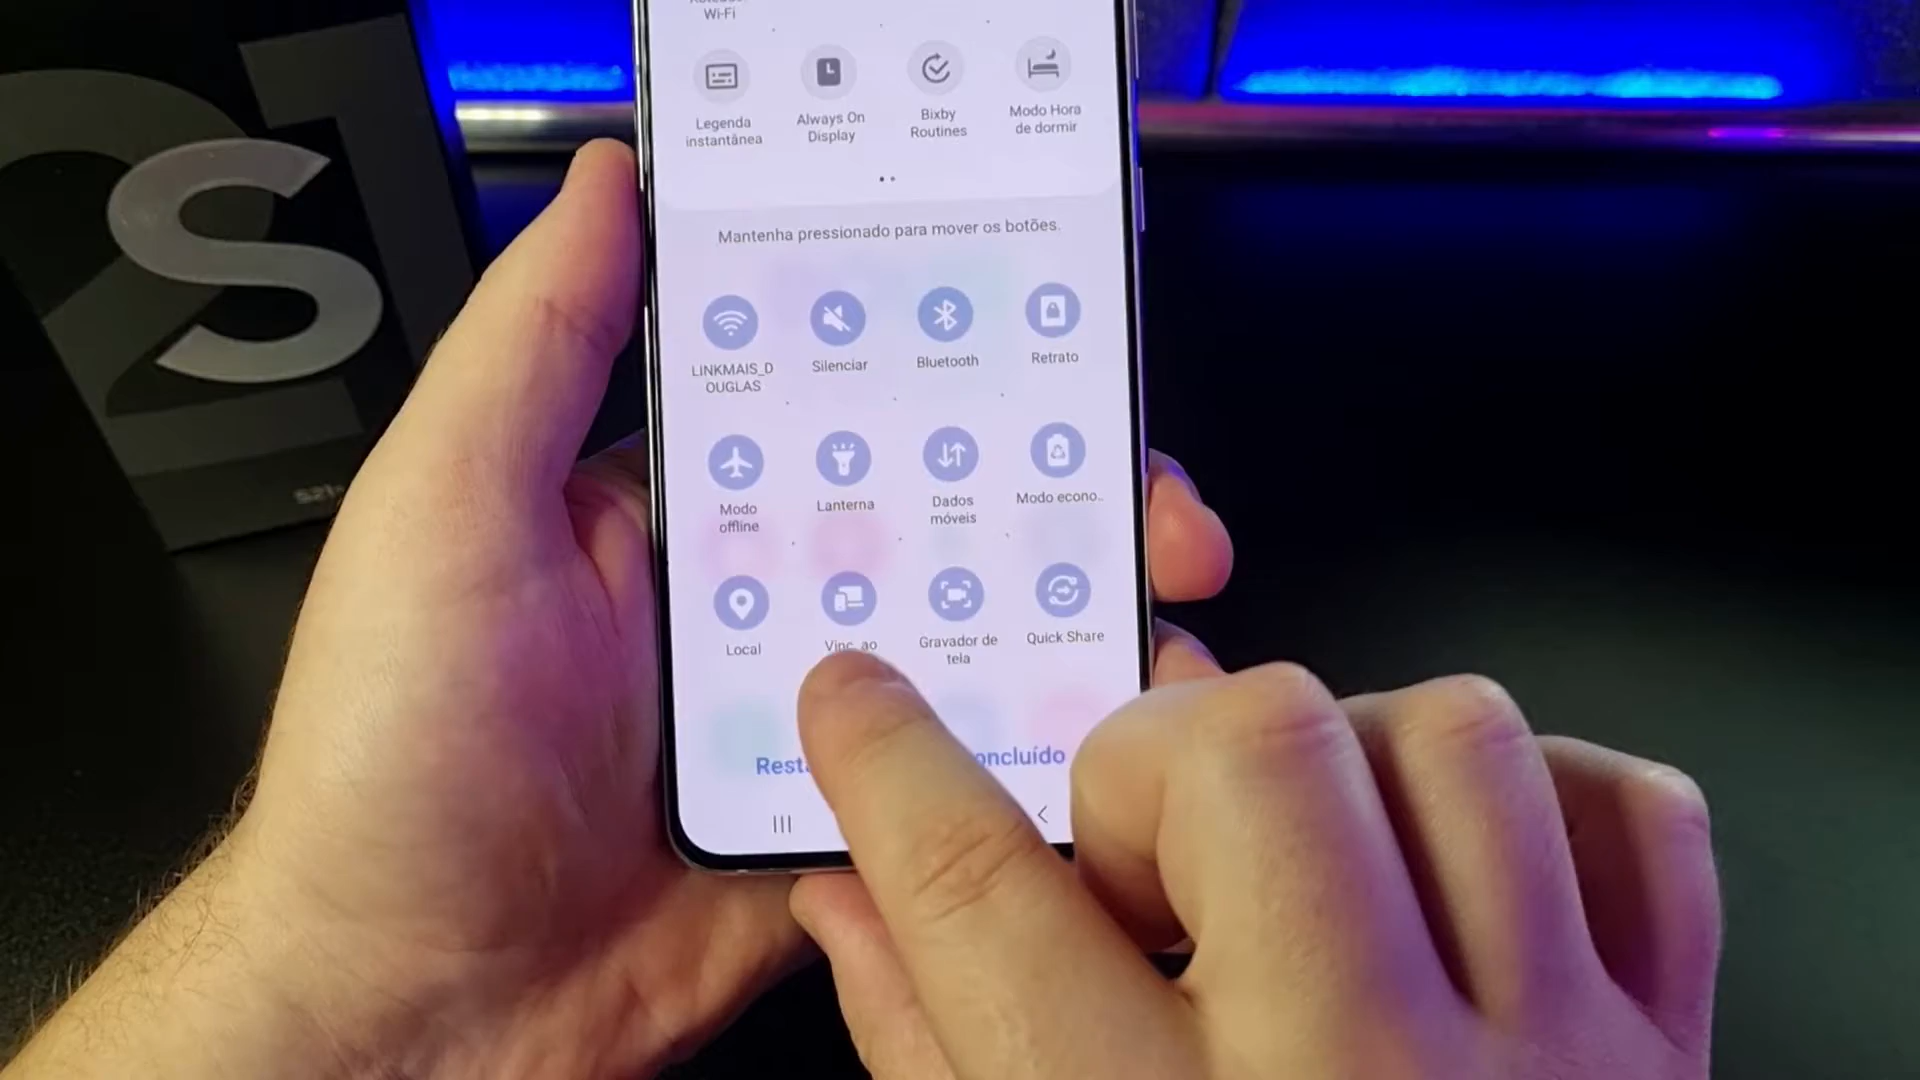 Wi-Fi
Legenda
instantânea
Always On
Display
Bixby
Routines
Modo Hora
de dormir
Mantenha pressionado para mover os botões.
LINKMAIS_D
OUGLAS
Silenciar
Bluetooth
Retrato
Modo
offline
Lanterna
Dados
móveis
Modo econo..
Local
Vinc. ao
Gravador de
tela
Quick Share
Resta
oncluído
S21